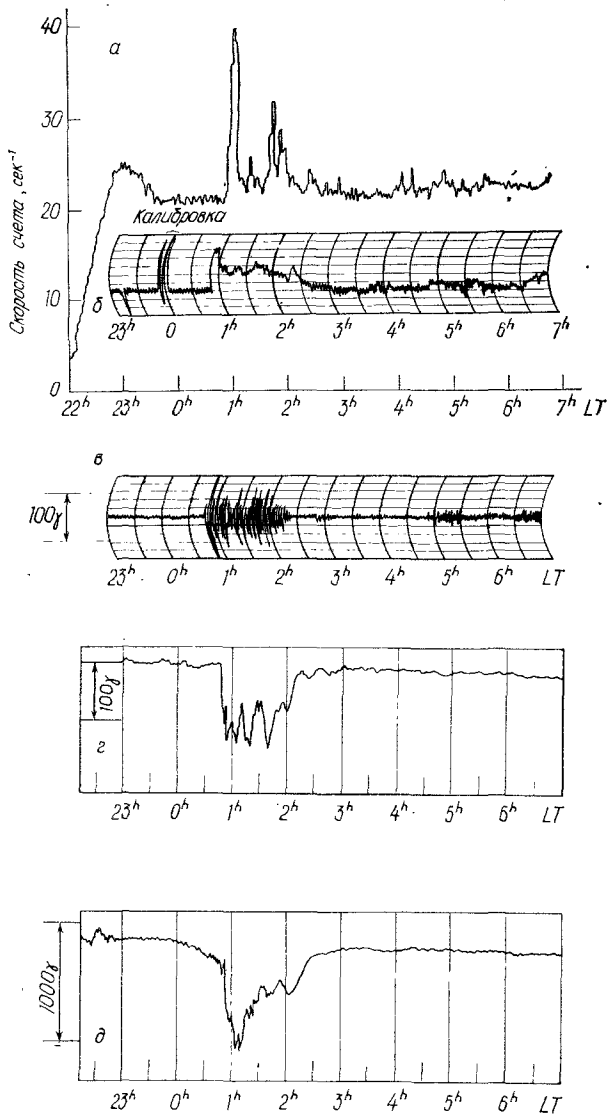 Скорость счета, сек⁻¹
40
30
20
10
0
а
Калибровка
б
23ʰ 0 1ʰ 2ʰ 3ʰ 4ʰ 5ʰ 6ʰ 7ʰ
22ʰ 23ʰ 0ʰ 1ʰ 2ʰ 3ʰ 4ʰ 5ʰ 6ʰ 7ʰ LT
в
100γ
23ʰ 0ʰ 1ʰ 2ʰ 3ʰ 4ʰ 5ʰ 6ʰ LT
100γ
г
23ʰ 0ʰ 1ʰ 2ʰ 3ʰ 4ʰ 5ʰ 6ʰ LT
1000γ
д
23ʰ 0ʰ 1ʰ 2ʰ 3ʰ 4ʰ 5ʰ 6ʰ LT